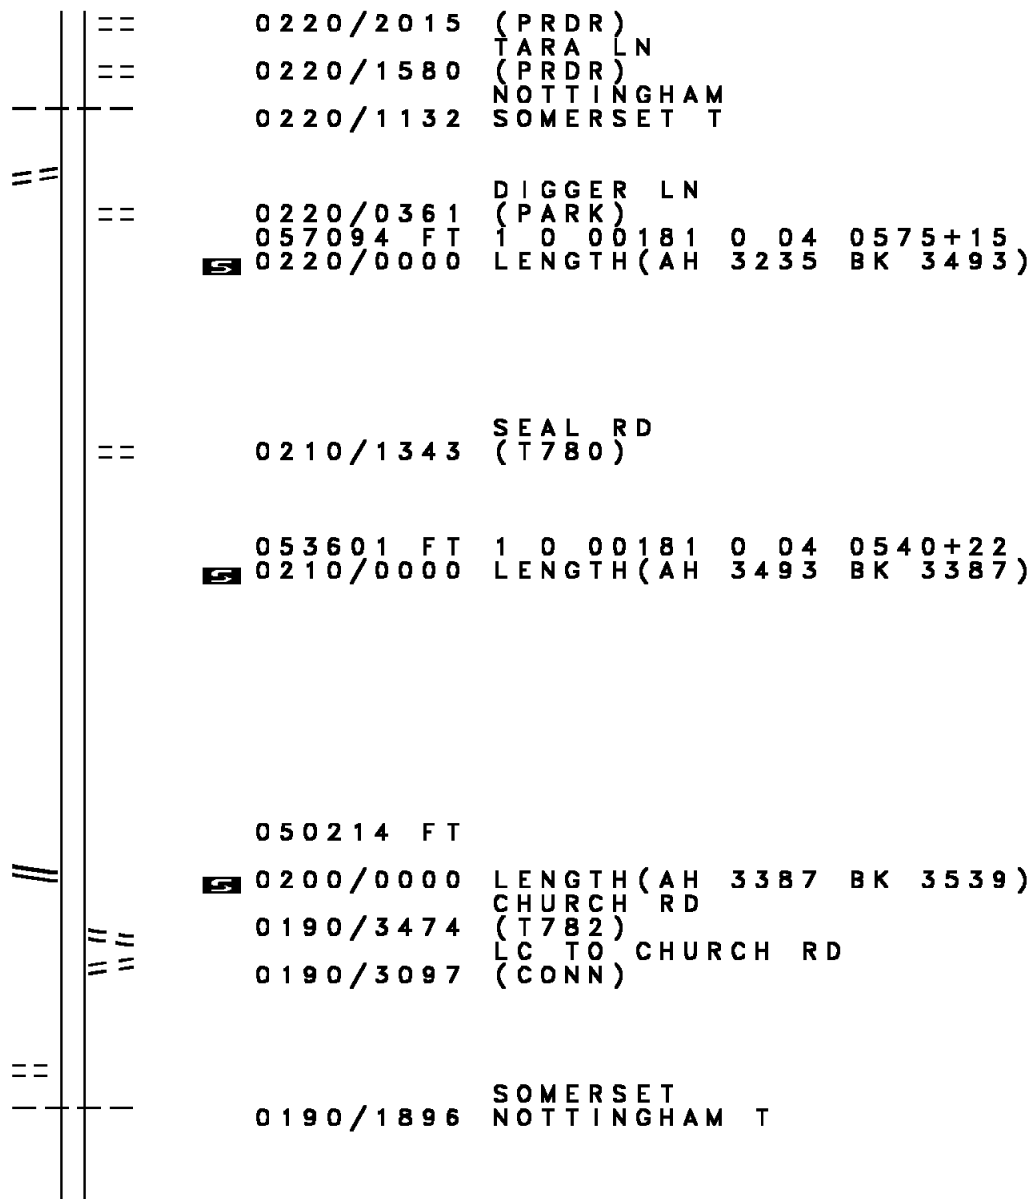 0220/2015 (PRDR)
TARA LN
0220/1580 (PRDR)
NOTTINGHAM
0220/1132 SOMERSET T
DIGGER LN
0220/0361 (PARK)
057094 FT 1 0 00181 0 04 0575+15
S 0220/0000 LENGTH(AH 3235 BK 3493)
SEAL RD
0210/1343 (T780)
053601 FT 1 0 00181 0 04 0540+22
S 0210/0000 LENGTH(AH 3493 BK 3387)
050214 FT
S 0200/0000 LENGTH(AH 3387 BK 3539)
CHURCH RD
0190/3474 (T782)
LC TO CHURCH RD
0190/3097 (CONN)
SOMERSET
0190/1896 NOTTINGHAM T